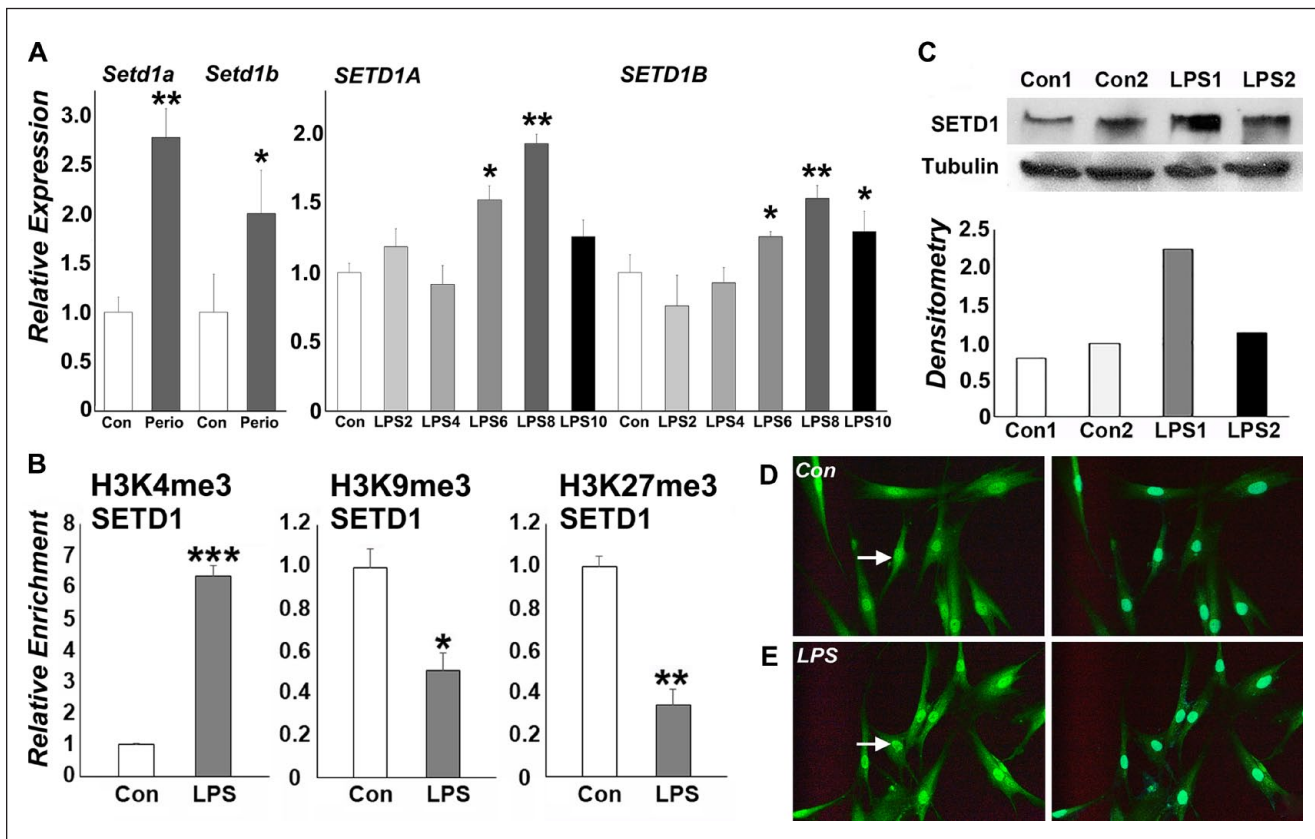 A
Setd1a Setd1b SETD1A SETD1B
Relative Expression
3.0
2.5
2.0
1.5
1.0
0.5
0
** *
Con Perio Con Perio
2.0
1.5
1.0
0.5
0
* ** * ** *
Con LPS2 LPS4 LPS6 LPS8 LPS10 Con LPS2 LPS4 LPS6 LPS8 LPS10
B
Relative Enrichment
H3K4me3
SETD1
8
7
6
5
4
3
2
1
0
***
Con LPS
H3K9me3
SETD1
1.2
1.0
0.8
0.6
0.4
0.2
0
*
Con LPS
H3K27me3
SETD1
1.2
1.0
0.8
0.6
0.4
0.2
0
**
Con LPS
C
Con1 Con2 LPS1 LPS2
SETD1
Tubulin
Densitometry
2.5
2.0
1.5
1.0
0.5
0
Con1 Con2 LPS1 LPS2
D
Con
E
LPS